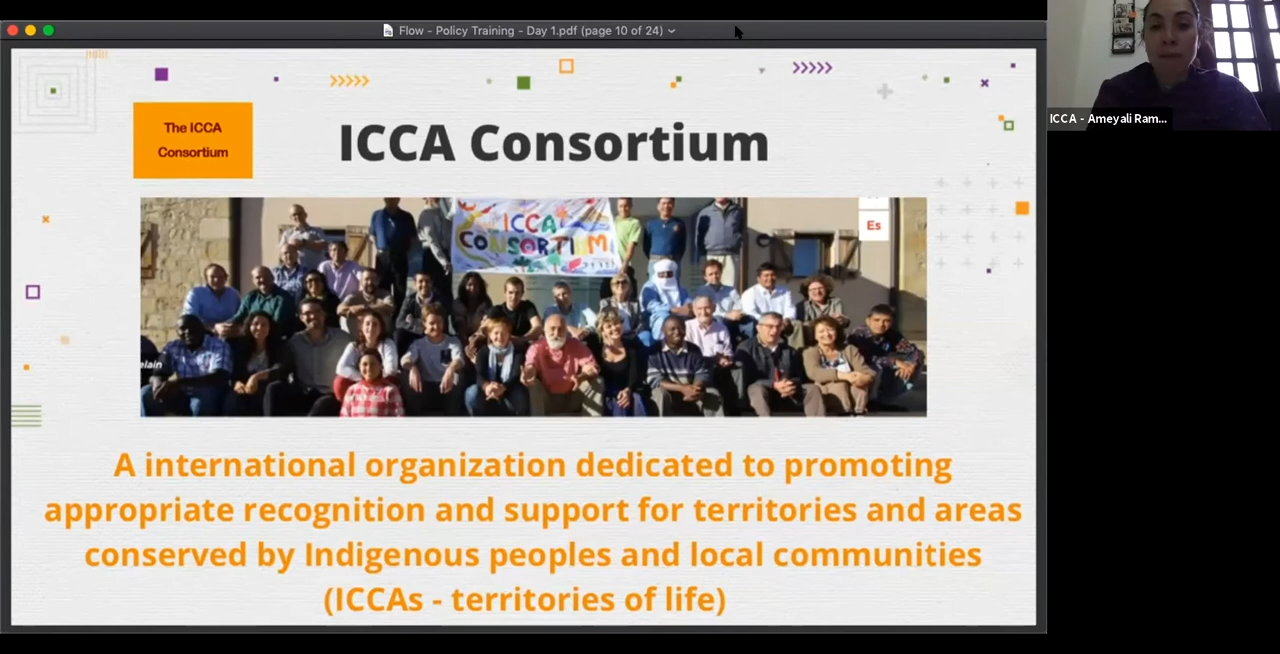 Flow - Policy Training - Day 1.pdf (page 10 of 24)
ICCA - Ameyali Ram...
The ICCA
Consortium
ICCA Consortium
ICCA
CONSORTIUM
Es
elain
A international organization dedicated to promoting
appropriate recognition and support for territories and areas
conserved by Indigenous peoples and local communities
(ICCAs - territories of life)